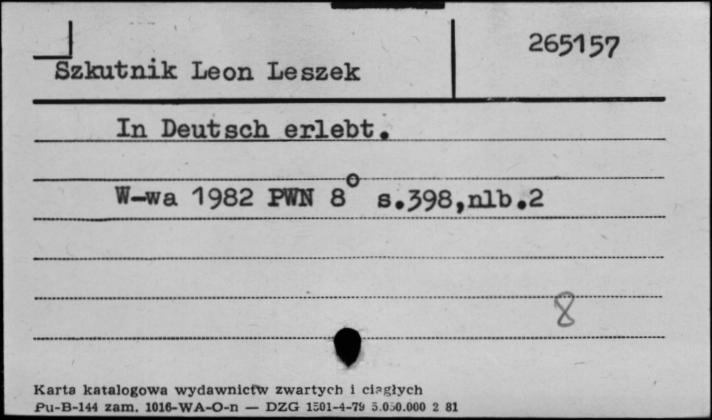 265157
Szkutnik Leon Leszek
In Deutsch erlebt.
W-wa 1982 PWN 8° s.398,nlb.2
8
Karta katalogowa wydawnictw zwartych i ciągłych
Pu-B-144 zam. 1016-WA-O-n — DZG 1501-4-79 5.050.000 2 81